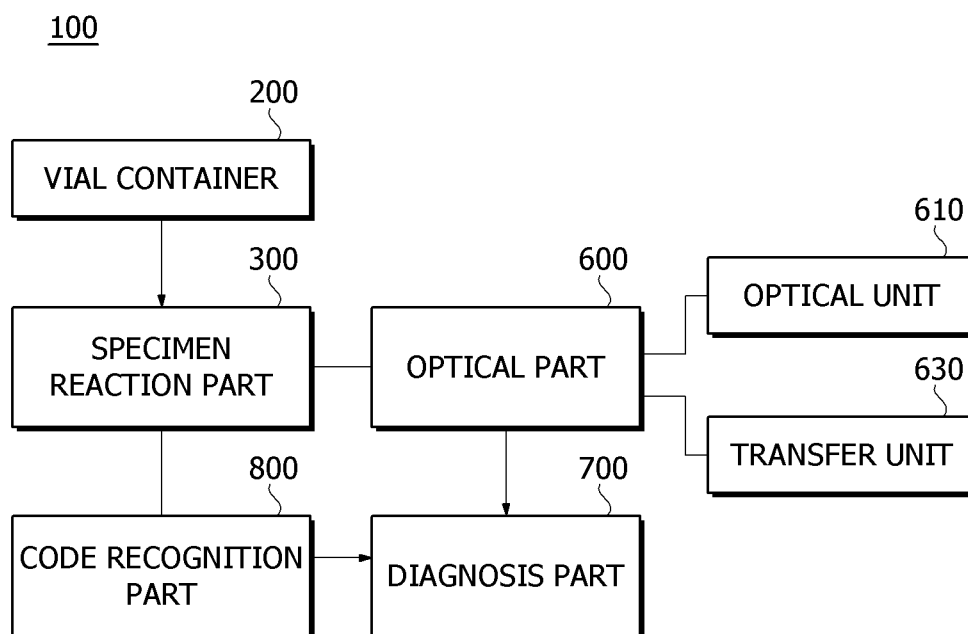 100
200
VIAL CONTAINER
300
SPECIMEN
REACTION PART
600
OPTICAL PART
610
OPTICAL UNIT
630
TRANSFER UNIT
800
CODE RECOGNITION
PART
700
DIAGNOSIS PART